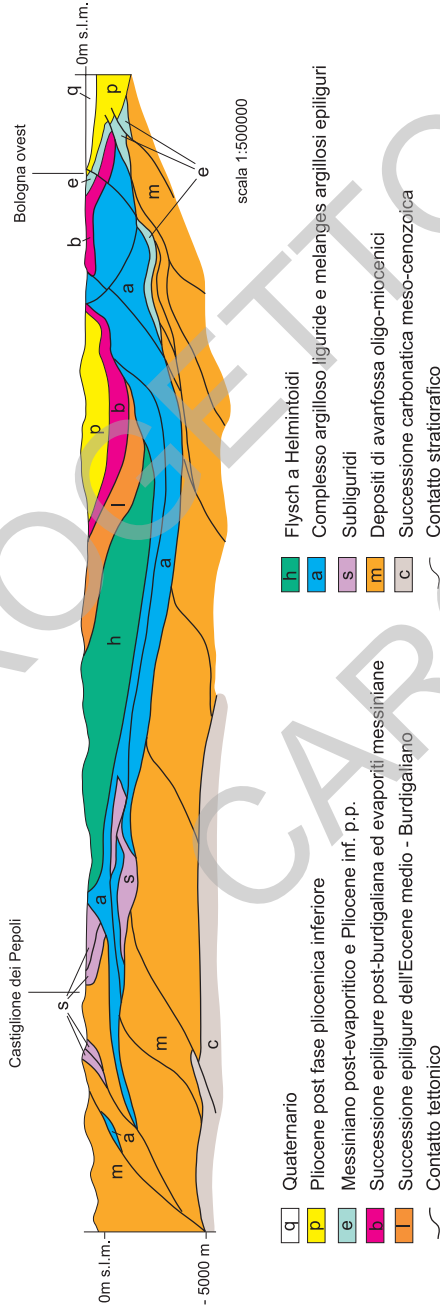 Castiglione dei Pepoli
Bologna ovest
s
b
e
q
0m s.l.m.
0m s.l.m.
m
a
a
h
l
b
p
a
p
m
s
a
m
e
- 5000 m
c
scala 1:500000
q Quaternario
p Pliocene post fase pliocenica inferiore
e Messiniano post-evaporitico e Pliocene inf. p.p.
b Successione epiligure post-burdigaliana ed evaporiti messiniane
l Successione epiligure dell'Eocene medio - Burdigaliano
Contatto tettonico
h Flysch a Helmintoidi
a Complesso argilloso liguride e melanges argillosi epiliguri
s Subliguridi
m Depositi di avanfossa oligo-miocenici
c Successione carbonatica meso-cenozoica
Contatto stratigrafico
ROGETTO
CAR